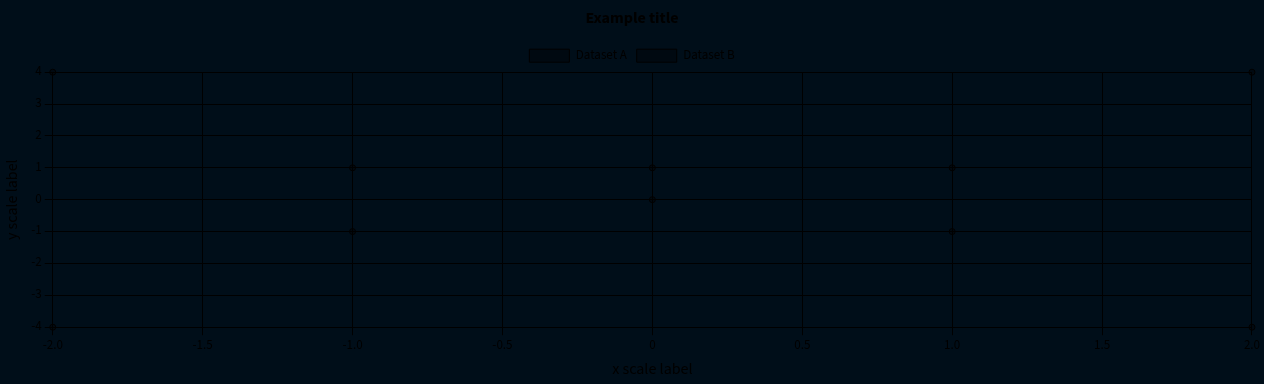 Example title
Dataset A Dataset B
4
3
2
1
0
-1
-2
-3
-4
y scale label
-2.0 -1.5 -1.0 -0.5 0 0.5 1.0 1.5 2.0
x scale label